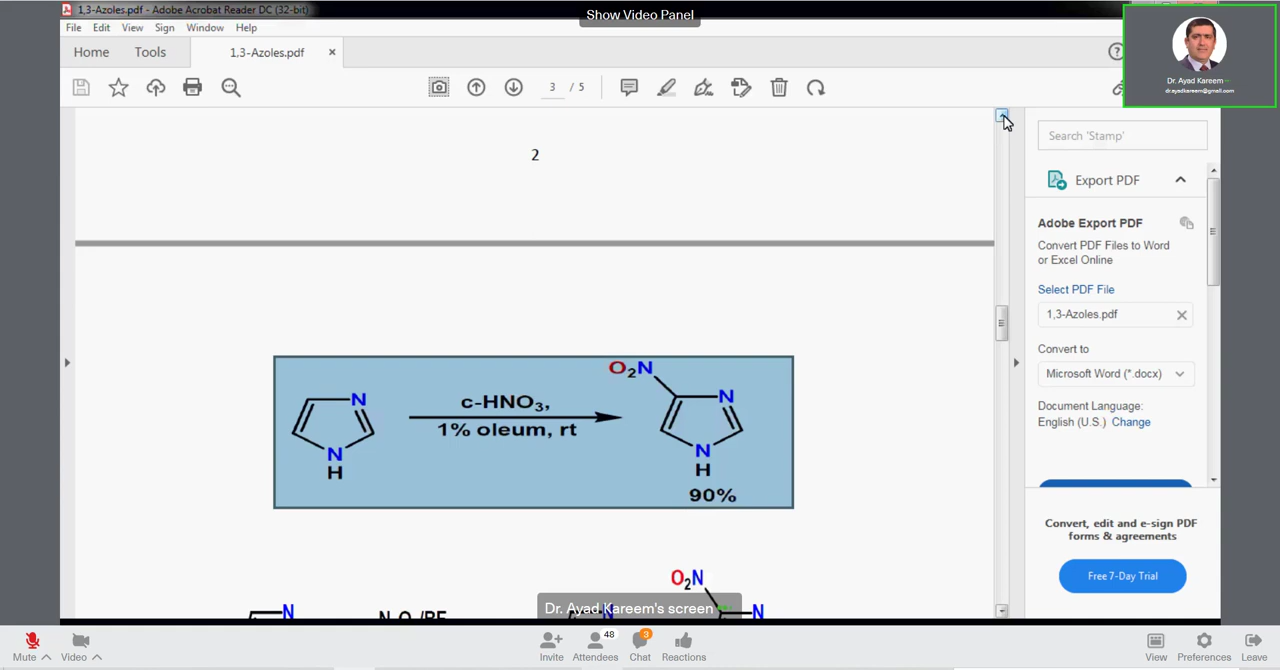 1,3-Azoles.pdf - Adobe Acrobat Reader DC (32-bit)
Show Video Panel
File Edit View Sign Window Help
Home Tools 1,3-Azoles.pdf ×
Dr. Ayad Kareem
dr.ayadkareem@gmail.com
3 / 5
2
Search 'Stamp'
Export PDF
Adobe Export PDF
Convert PDF Files to Word
or Excel Online
Select PDF File
1,3-Azoles.pdf
Convert to
Microsoft Word (*.docx)
Document Language:
English (U.S.) Change
Convert, edit and e-sign PDF
forms & agreements
Free 7-Day Trial
O₂N
N
N
H
c-HNO₃,
1% oleum, rt
N
N
H
90%
O₂N
N
N
Dr. Ayad Kareem's screen
Mute Video Invite Attendees 48 Chat 3 Reactions View Preferences Leave